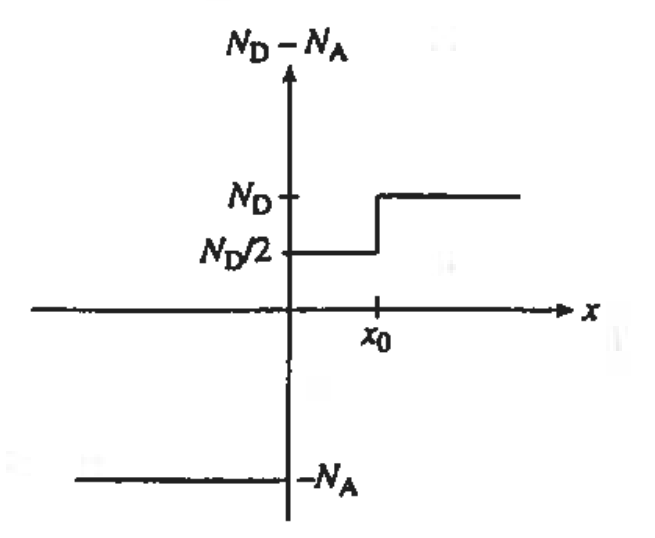 N_D – N_A
N_D
N_D/2
x
x_0
–N_A